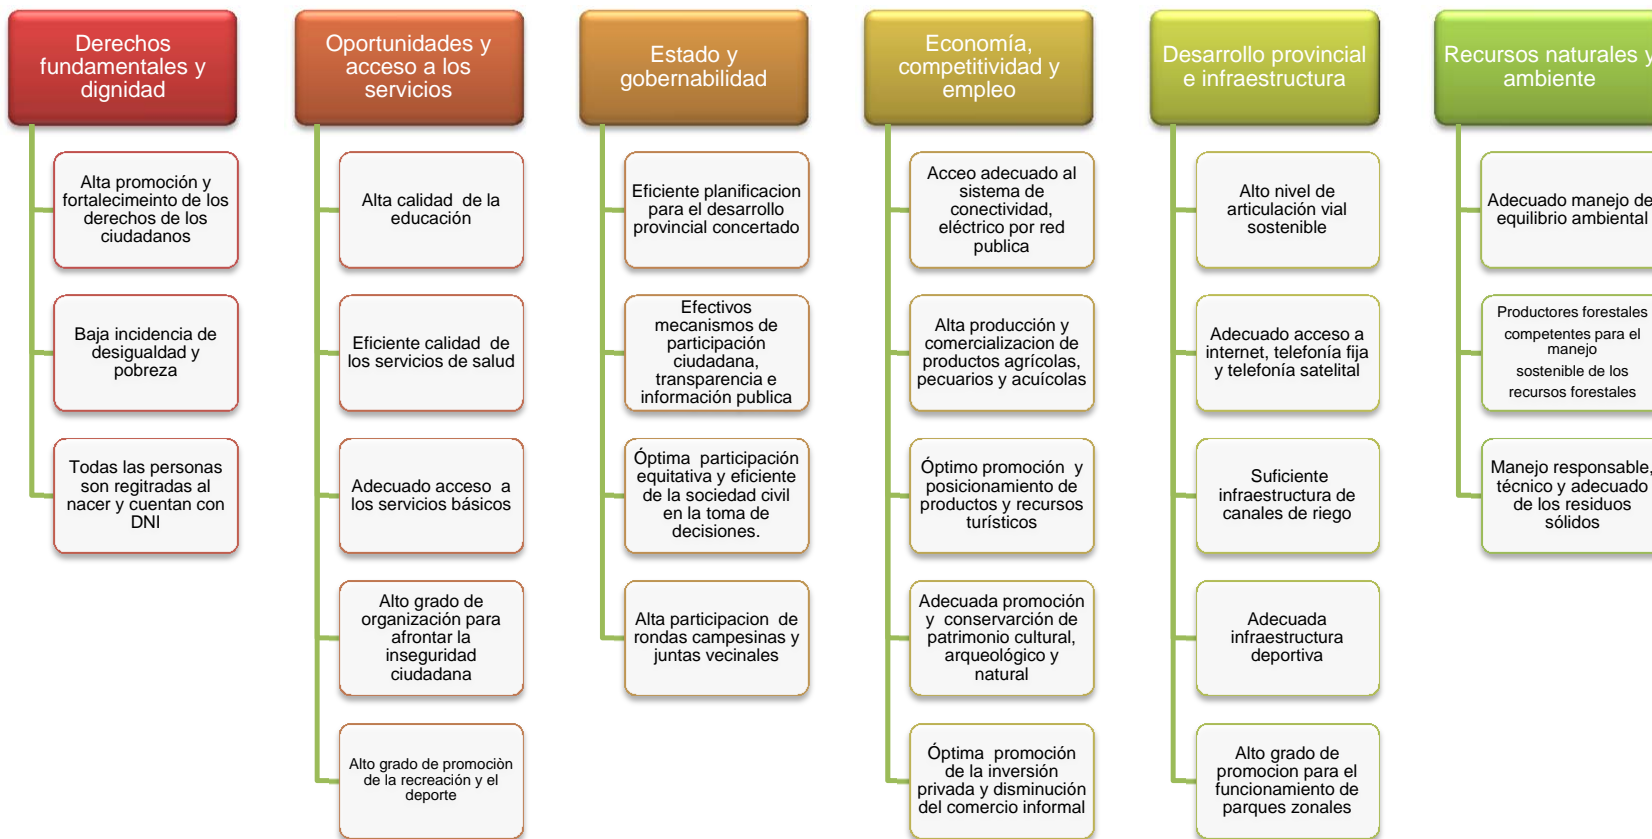 Derechos
fundamentales y
dignidad
Alta promoción y
fortalecimeinto de los
derechos de los
ciudadanos
Baja incidencia de
desigualdad y
pobreza
Todas las personas
son regitradas al
nacer y cuentan con
DNI
Oportunidades y
acceso a los
servicios
Alta calidad de la
educación
Eficiente calidad de
los servicios de salud
Adecuado acceso a
los servicios básicos
Alto grado de
organización para
afrontar la
inseguridad
ciudadana
Alto grado de promociòn
de la recreación y el
deporte
Estado y
gobernabilidad
Eficiente planificacion
para el desarrollo
provincial concertado
Efectivos
mecanismos de
participación
ciudadana,
transparencia e
información publica
Óptima participación
equitativa y eficiente
de la sociedad civil
en la toma de
decisiones.
Alta participacion de
rondas campesinas y
juntas vecinales
Economía,
competitividad y
empleo
Acceo adecuado al
sistema de
conectividad,
eléctrico por red
publica
Alta producción y
comercializacion de
productos agrícolas,
pecuarios y acuícolas
Óptimo promoción y
posicionamiento de
productos y recursos
turísticos
Adecuada promoción
y conservarción de
patrimonio cultural,
arqueológico y
natural
Óptima promoción
de la inversión
privada y disminución
del comercio informal
Desarrollo provincial
e infraestructura
Alto nivel de
articulación vial
sostenible
Adecuado acceso a
internet, telefonía fija
y telefonía satelital
Suficiente
infraestructura de
canales de riego
Adecuada
infraestructura
deportiva
Alto grado de
promocion para el
funcionamiento de
parques zonales
Recursos naturales y
ambiente
Adecuado manejo de
equilibrio ambiental
Productores forestales
competentes para el
manejo
sostenible de los
recursos forestales
Manejo responsable,
técnico y adecuado
de los residuos
sólidos